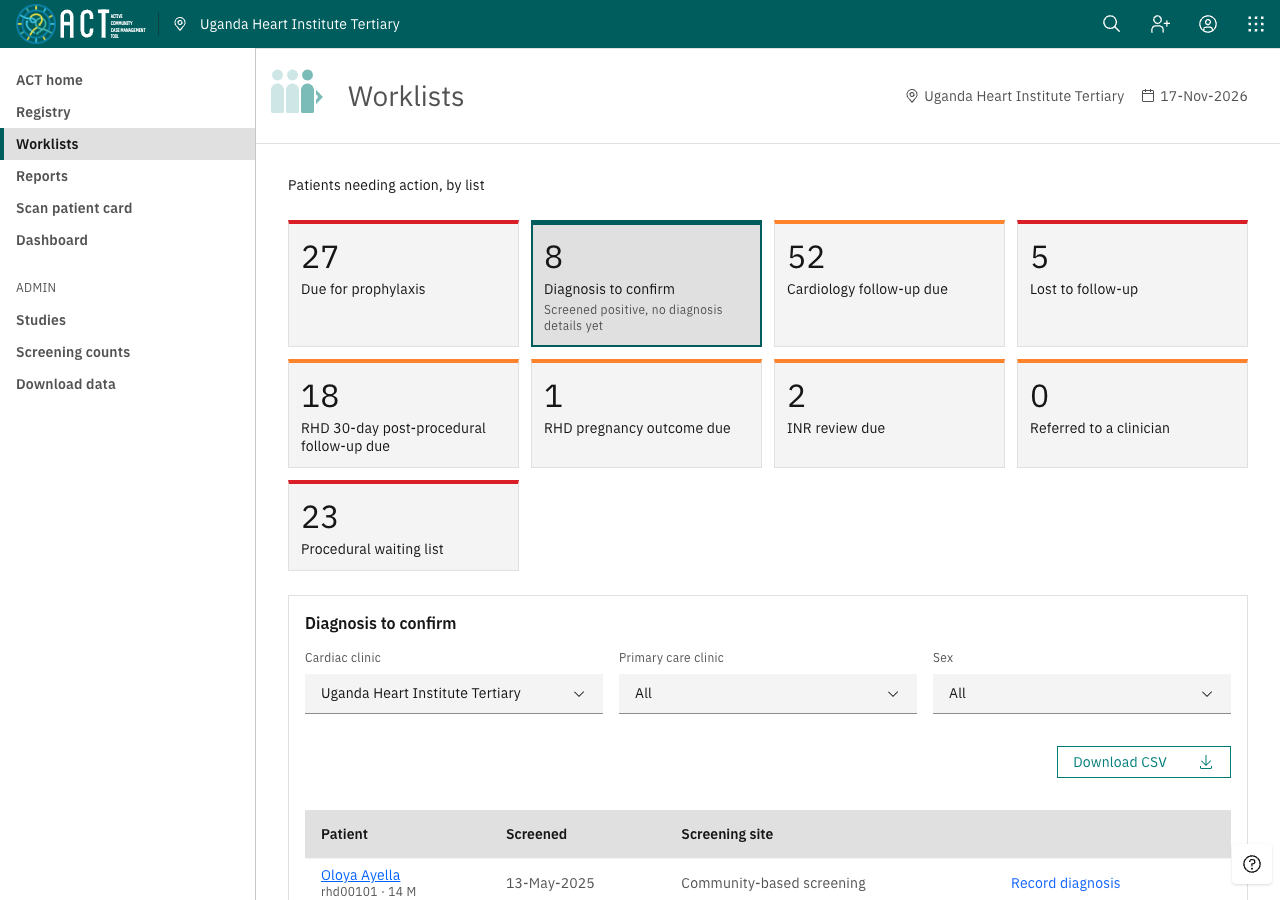 ACT
ACTIVE
COMMUNITY
CASE MANAGEMENT
TOOL
Uganda Heart Institute Tertiary
ACT home
Registry
Worklists
Reports
Scan patient card
Dashboard
ADMIN
Studies
Screening counts
Download data
Worklists
Uganda Heart Institute Tertiary
17-Nov-2026
Patients needing action, by list
27
Due for prophylaxis
8
Diagnosis to confirm
Screened positive, no diagnosis
details yet
52
Cardiology follow-up due
5
Lost to follow-up
18
RHD 30-day post-procedural
follow-up due
1
RHD pregnancy outcome due
2
INR review due
0
Referred to a clinician
23
Procedural waiting list
Diagnosis to confirm
Cardiac clinic
Primary care clinic
Sex
Uganda Heart Institute Tertiary
All
All
Download CSV
Patient
Screened
Screening site
Oloya Ayella
rhd00101 · 14 M
13-May-2025
Community-based screening
Record diagnosis